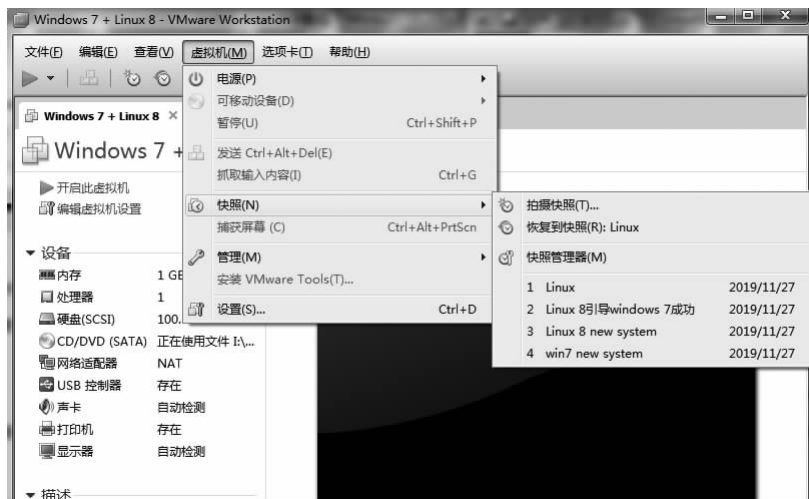 Windows 7 + Linux 8 - VMware Workstation
文件(F) 编辑(E) 查看(V) 虚拟机(M) 选项卡(T) 帮助(H)
Windows 7 + Linux 8 ×
Windows 7 +
开启此虚拟机
编辑虚拟机设置
设备
内存 1 GE
处理器 1
硬盘(SCSI) 100...
CD/DVD (SATA) 正在使用文件 I:\...
网络适配器 NAT
USB 控制器 存在
声卡 自动检测
打印机 存在
显示器 自动检测
描述
电源(P)
可移动设备(D)
暂停(U) Ctrl+Shift+P
发送 Ctrl+Alt+Del(E)
抓取输入内容(I) Ctrl+G
快照(N)
捕获屏幕 (C) Ctrl+Alt+PrtScn
管理(M)
安装 VMware Tools(T)...
设置(S)... Ctrl+D
拍摄快照(T)...
恢复到快照(R): Linux
快照管理器(M)
1 Linux 2019/11/27
2 Linux 8引导windows 7成功 2019/11/27
3 Linux 8 new system 2019/11/27
4 win7 new system 2019/11/27